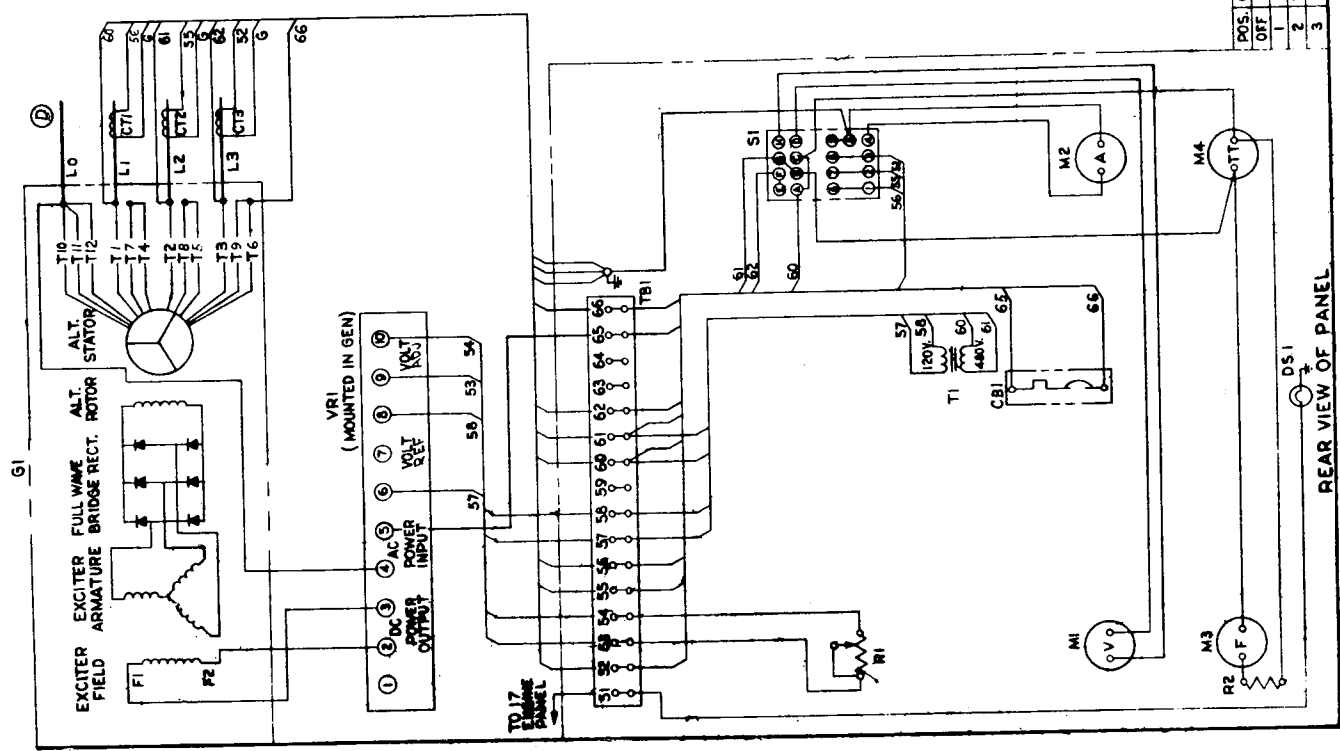 G1
EXCITER FIELD
EXCITER ARMATURE
FULL WAVE BRIDGE RECT.
ALT. ROTOR
ALT. STATOR
F1
F2
T10
T11
T12
T1
T7
T4
T2
T8
T5
T3
T9
T6
D
L0
L1
L2
L3
CT1
CT2
CT3
60
G
61
55
G
62
52
G
66
VR1
(MOUNTED IN GEN)
1 2 3 4 5 6 7 8 9 10
DC POWER OUTPUT
AC POWER INPUT
VOLT REF
VOLT ADJ
57
58
53
54
TO 17 ENGINE PANEL
51 52 53 54 55 56 57 58 59 60 61 62 63 64 65 66
TB1
61
62
60
S1
56/55/52
M2
A
M4
TT
57
58
120V.
60
480V.
61
T1
65
66
CB1
R1
M1
V
M3
F
R2
DS1
REAR VIEW OF PANEL
POS.
OFF
1
2
3